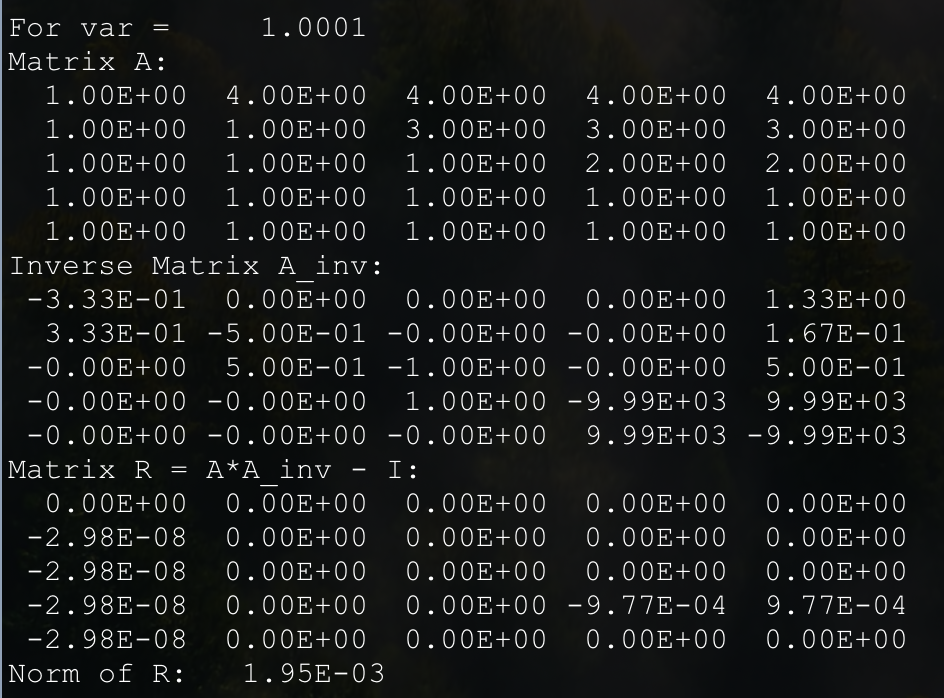 For var =     1.0001
Matrix A:
  1.00E+00  4.00E+00  4.00E+00  4.00E+00  4.00E+00
  1.00E+00  1.00E+00  3.00E+00  3.00E+00  3.00E+00
  1.00E+00  1.00E+00  1.00E+00  2.00E+00  2.00E+00
  1.00E+00  1.00E+00  1.00E+00  1.00E+00  1.00E+00
  1.00E+00  1.00E+00  1.00E+00  1.00E+00  1.00E+00
Inverse Matrix A_inv:
 -3.33E-01  0.00E+00  0.00E+00  0.00E+00  1.33E+00
  3.33E-01 -5.00E-01 -0.00E+00 -0.00E+00  1.67E-01
 -0.00E+00  5.00E-01 -1.00E+00 -0.00E+00  5.00E-01
 -0.00E+00 -0.00E+00  1.00E+00 -9.99E+03  9.99E+03
 -0.00E+00 -0.00E+00 -0.00E+00  9.99E+03 -9.99E+03
Matrix R = A*A_inv - I:
  0.00E+00  0.00E+00  0.00E+00  0.00E+00  0.00E+00
 -2.98E-08  0.00E+00  0.00E+00  0.00E+00  0.00E+00
 -2.98E-08  0.00E+00  0.00E+00  0.00E+00  0.00E+00
 -2.98E-08  0.00E+00  0.00E+00 -9.77E-04  9.77E-04
 -2.98E-08  0.00E+00  0.00E+00  0.00E+00  0.00E+00
Norm of R:   1.95E-03